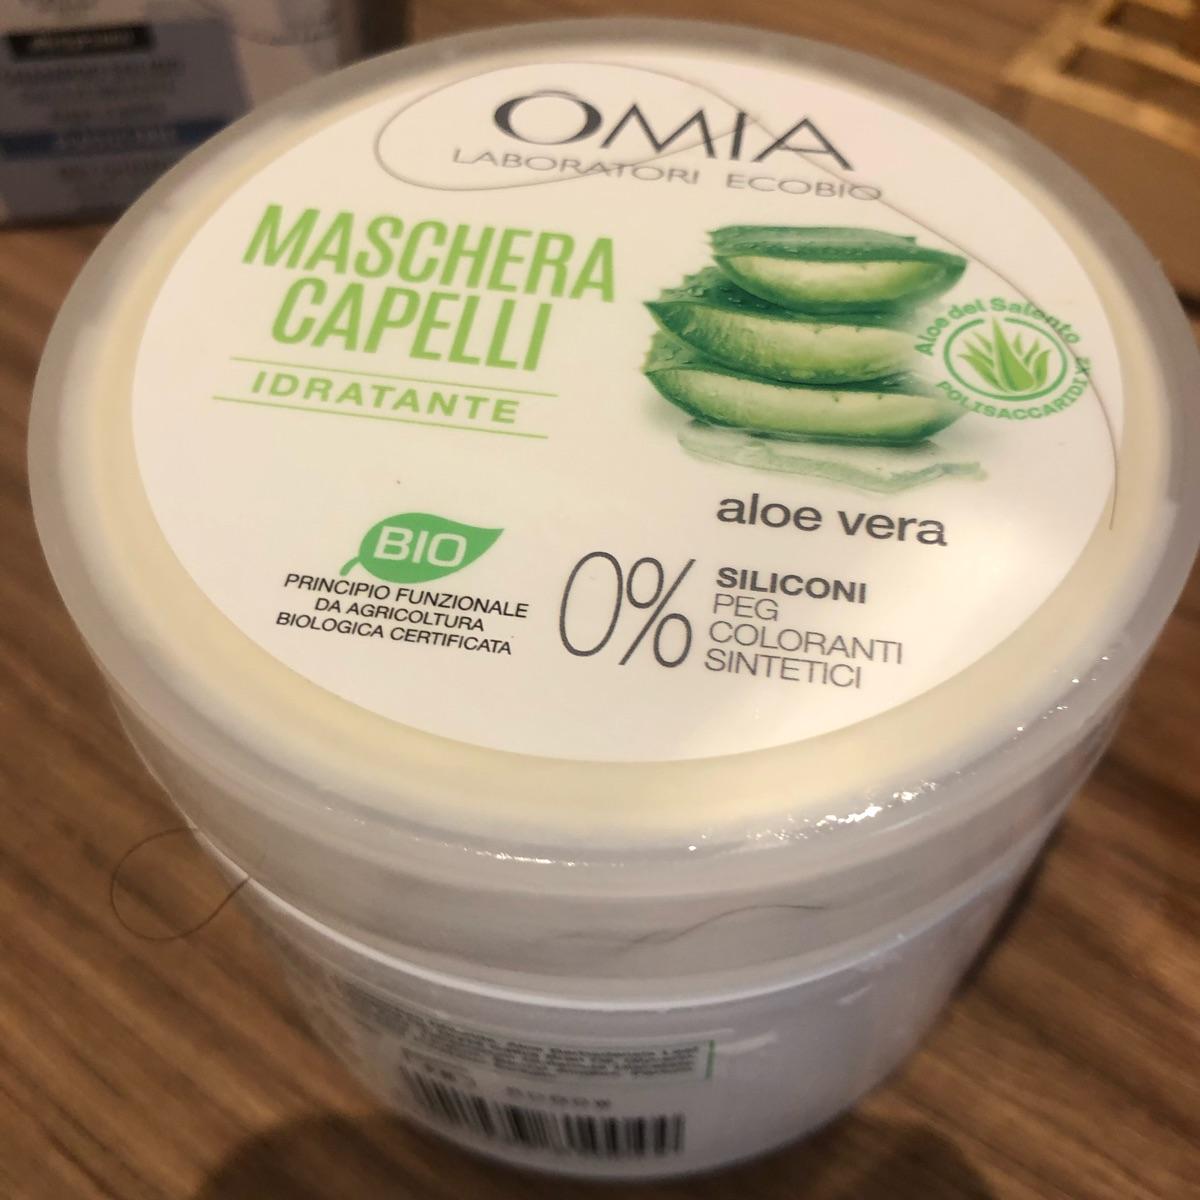 OMIA
LABORATORI ECOBIO
MASCHERA
CAPELLI
IDRATANTE
Aloe del Salento
POLISACCARIDI X2
aloe vera
BIO
PRINCIPIO FUNZIONALE
DA AGRICOLTURA
BIOLOGICA CERTIFICATA
0%
SILICONI
PEG
COLORANTI
SINTETICI